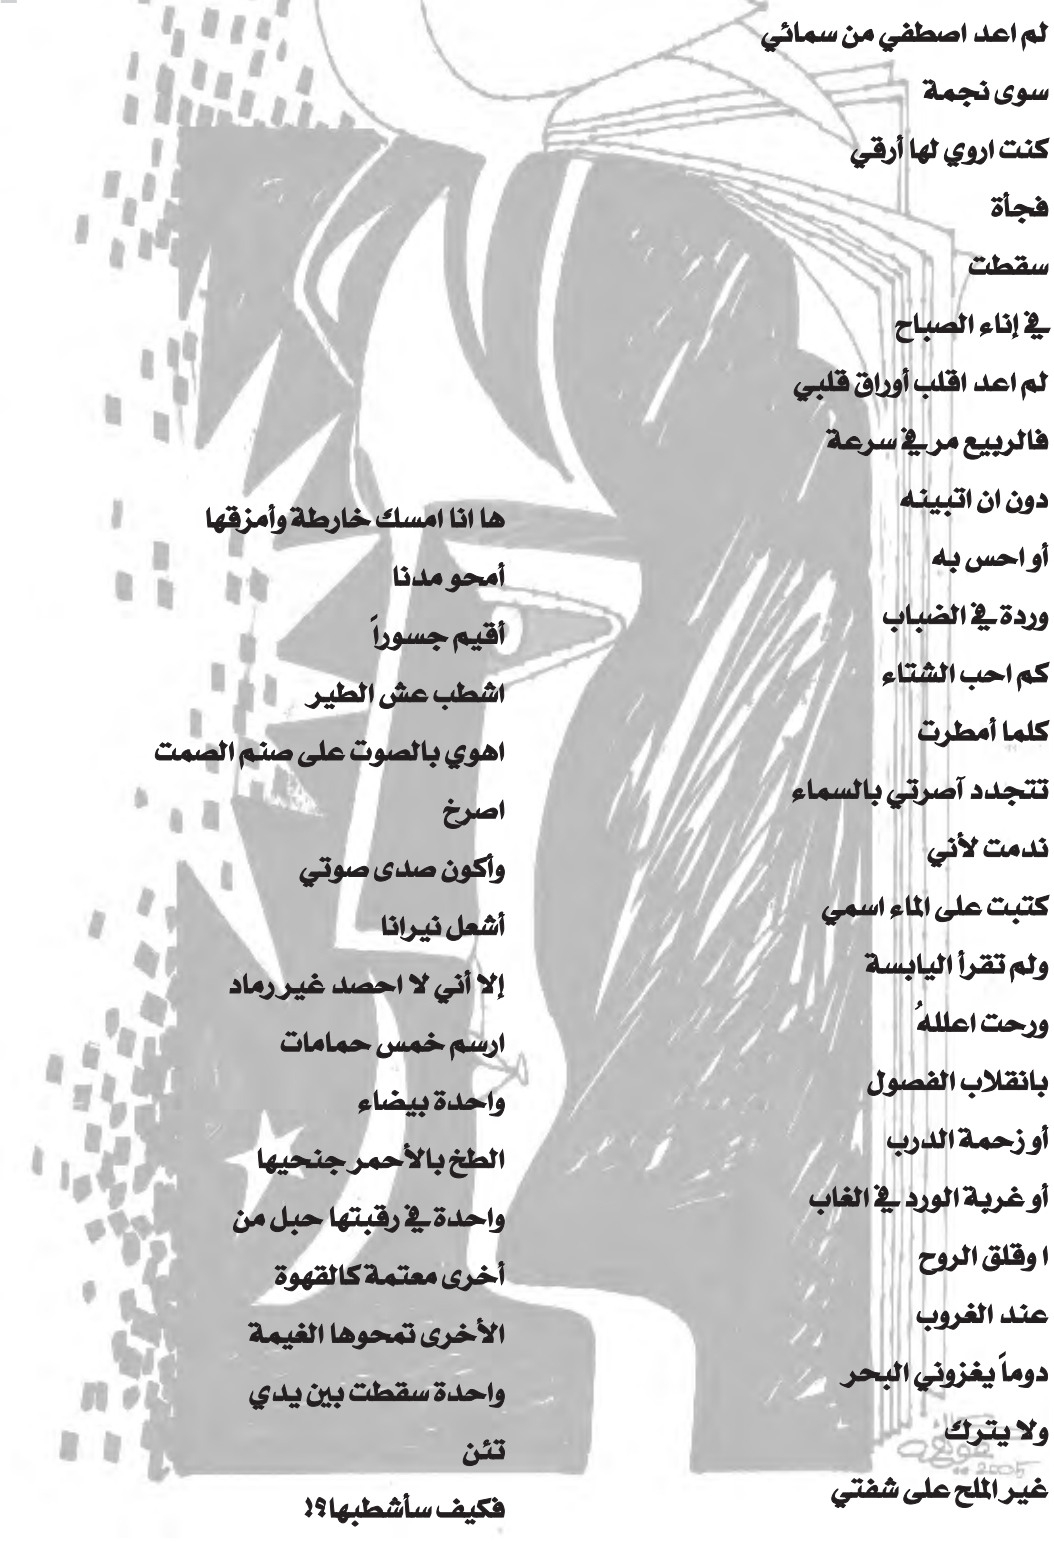 لم اعد اصطفي من سمائي
سوى نجمة
كنت اروي لها أرقي
فجأة
سقطت
في إناء الصباح
لم اعد اقلب أوراق قلبي
فالربيع مر في سرعة
دون ان اتبينه
أو احس به
وردة في الضباب
كم احب الشتاء
كلما أمطرت
تتجدد آصرتي بالسماء
ندمت لأني
كتبت على الماء اسمي
ولم تقرأ اليابسة
ورحت اعللهُ
بانقلاب الفصول
أو زحمة الدرب
أو غربة الورد في الغاب
ا وقلق الروح
عند الغروب
دوماً يغزوني البحر
ولا يترك
غير الملح على شفتي
ها انا امسك خارطة وأمزقها
أمحو مدنا
أقيم جسوراً
اشطب عش الطير
اهوي بالصوت على صنم الصمت
اصرخ
وأكون صدى صوتي
أشعل نيرانا
إلا أني لا احصد غير رماد
ارسم خمس حمامات
واحدة بيضاء
الطخ بالأحمر جنحيها
واحدة في رقبتها حبل من
أخرى معتمة كالقهوة
الأخرى تمحوها الغيمة
واحدة سقطت بين يدي
تئن
فكيف سأشطبها؟!
2005